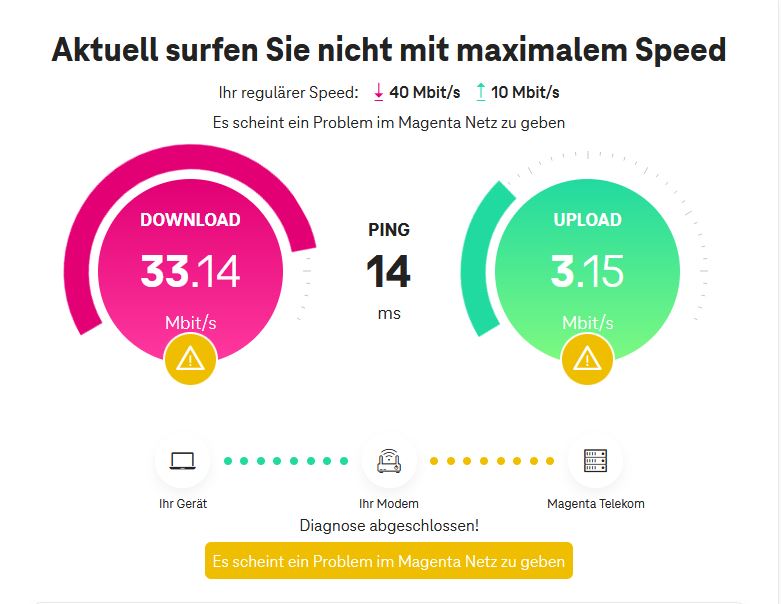 Aktuell surfen Sie nicht mit maximalem Speed
Ihr regulärer Speed: 40 Mbit/s 10 Mbit/s
Es scheint ein Problem im Magenta Netz zu geben
DOWNLOAD
33.14
Mbit/s
PING
14
ms
UPLOAD
3.15
Mbit/s
Ihr Gerät
Ihr Modem
Magenta Telekom
Diagnose abgeschlossen!
Es scheint ein Problem im Magenta Netz zu geben